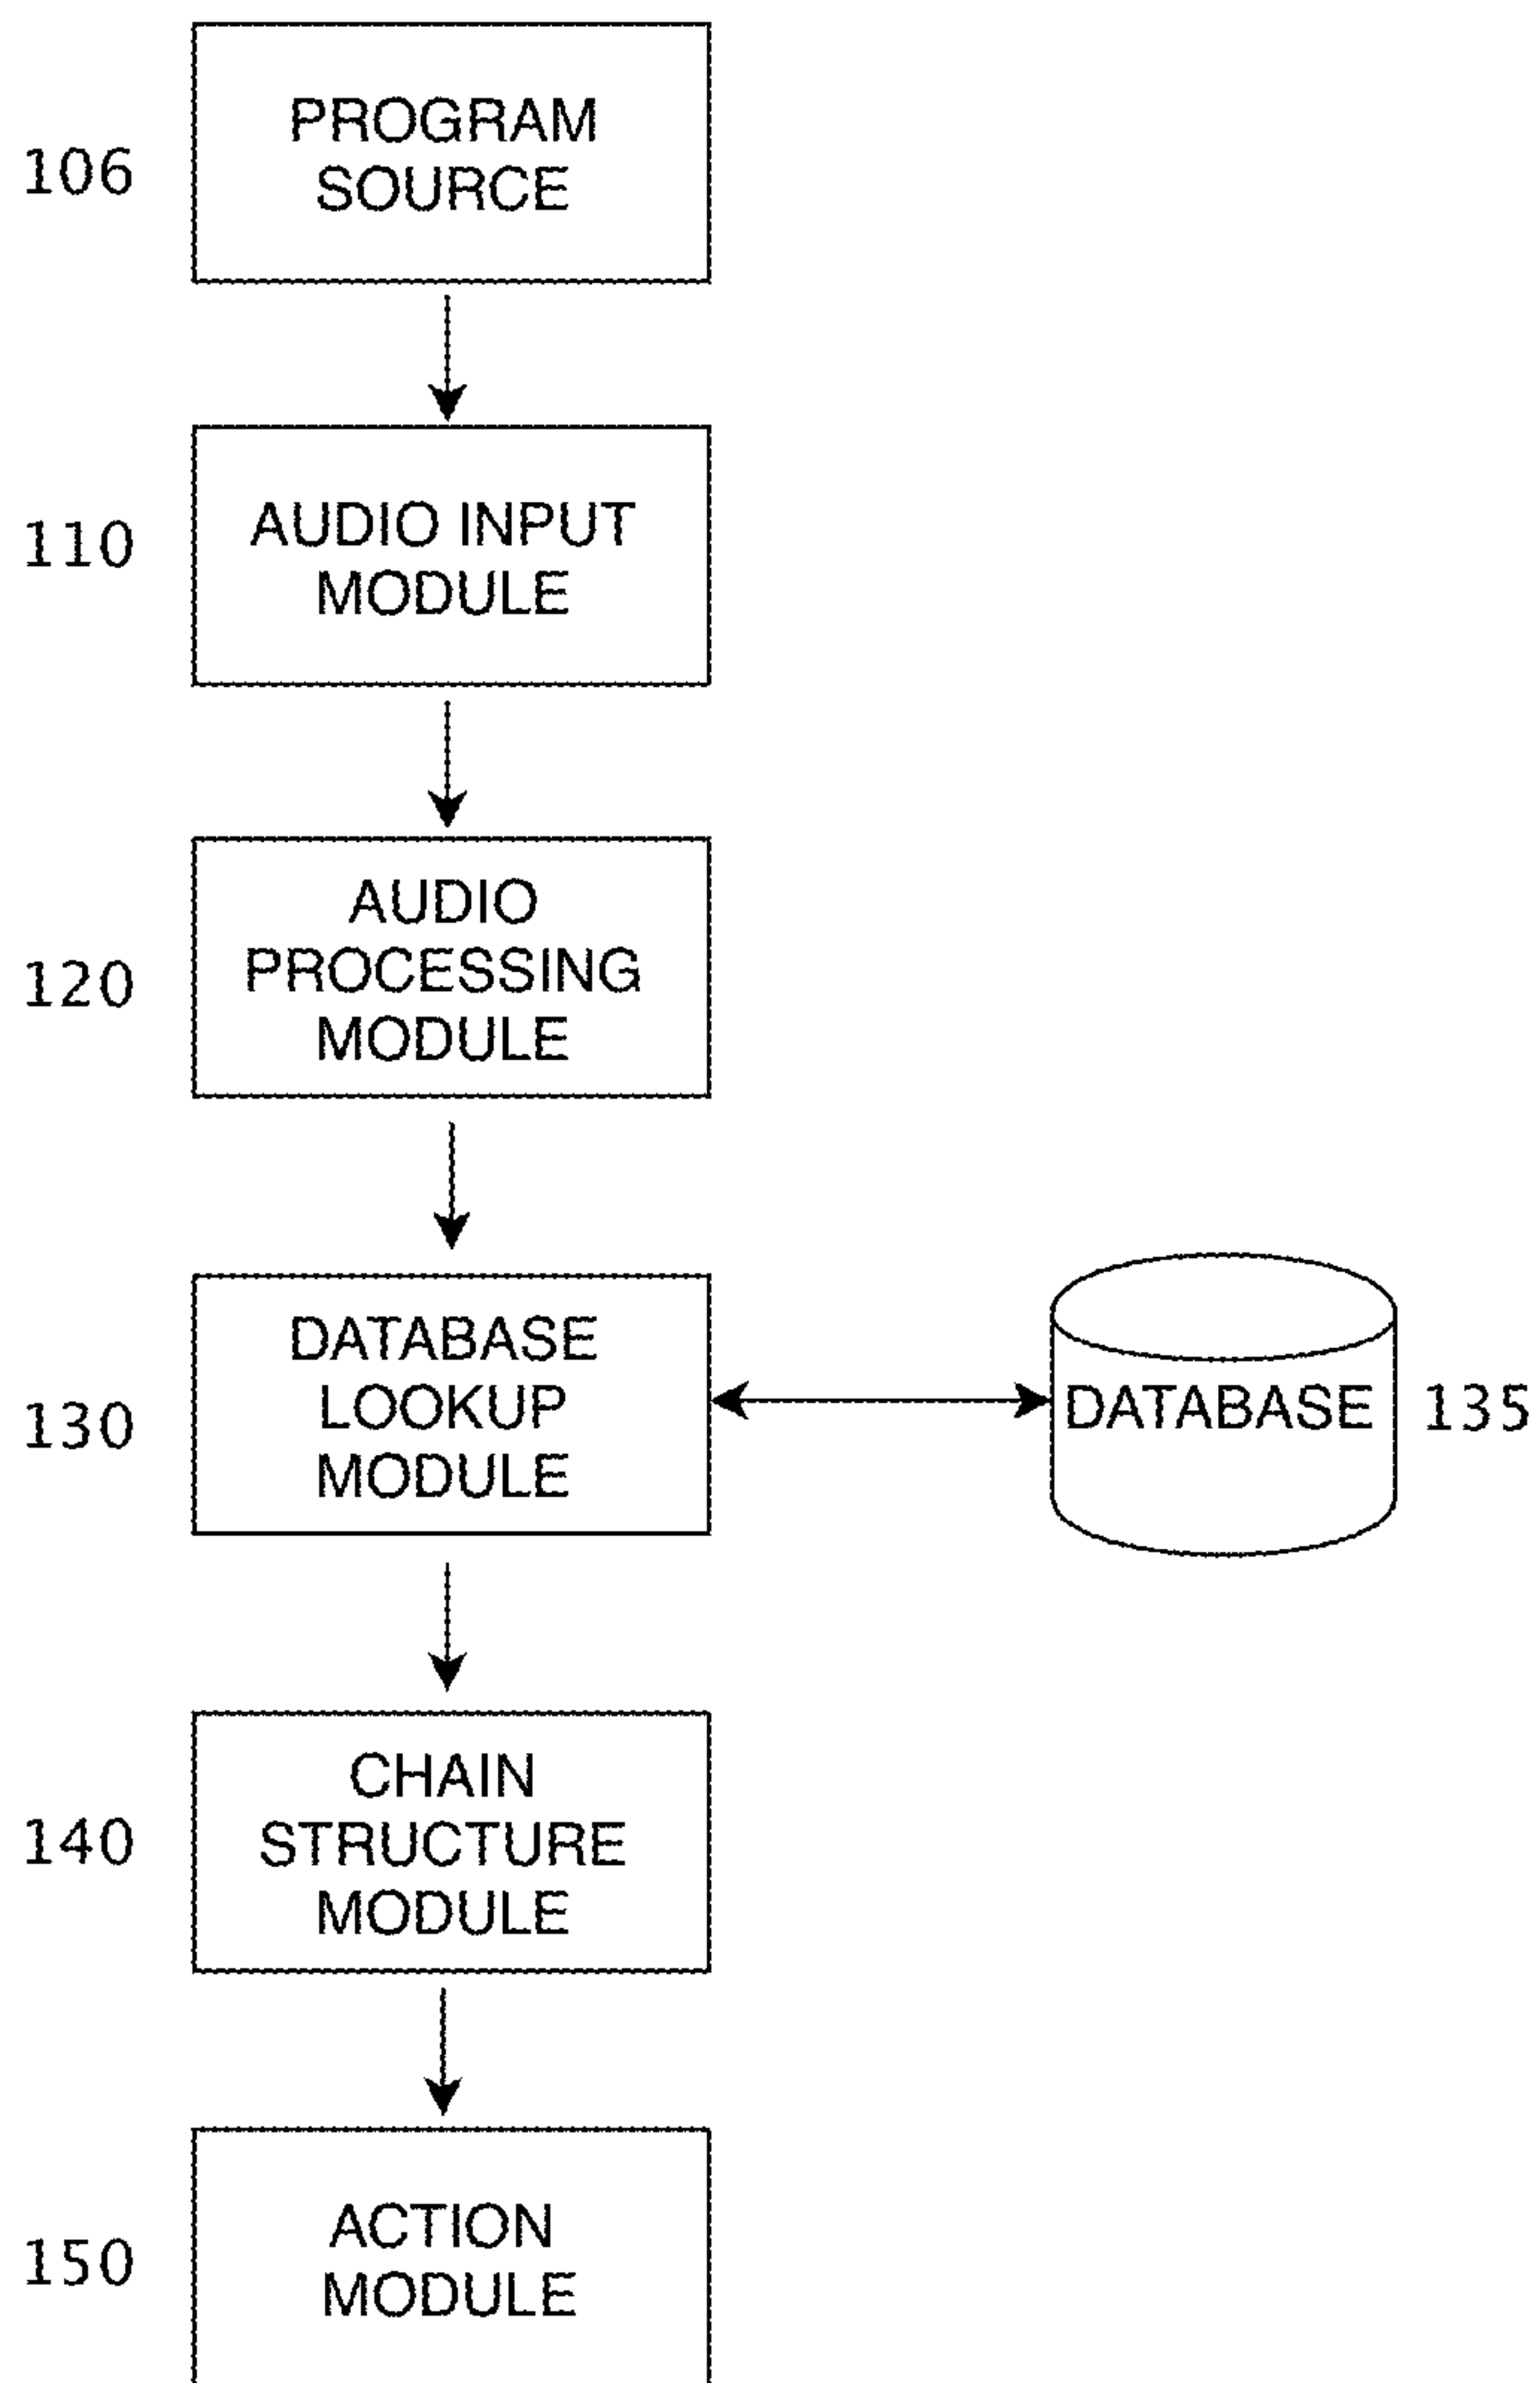 106
PROGRAM
SOURCE
110
AUDIO INPUT
MODULE
120
AUDIO
PROCESSING
MODULE
130
DATABASE
LOOKUP
MODULE
DATABASE
135
140
CHAIN
STRUCTURE
MODULE
150
ACTION
MODULE